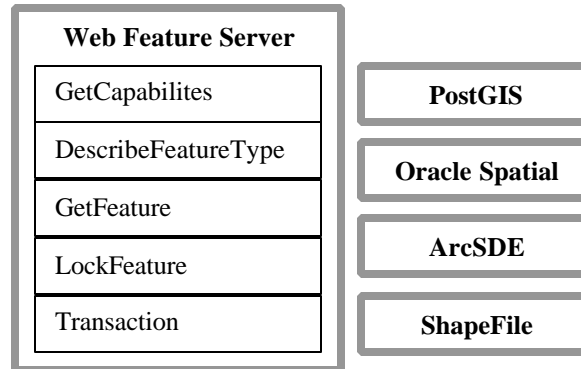 Web Feature Server
GetCapabilites
DescribeFeatureType
GetFeature
LockFeature
Transaction
PostGIS
Oracle Spatial
ArcSDE
ShapeFile